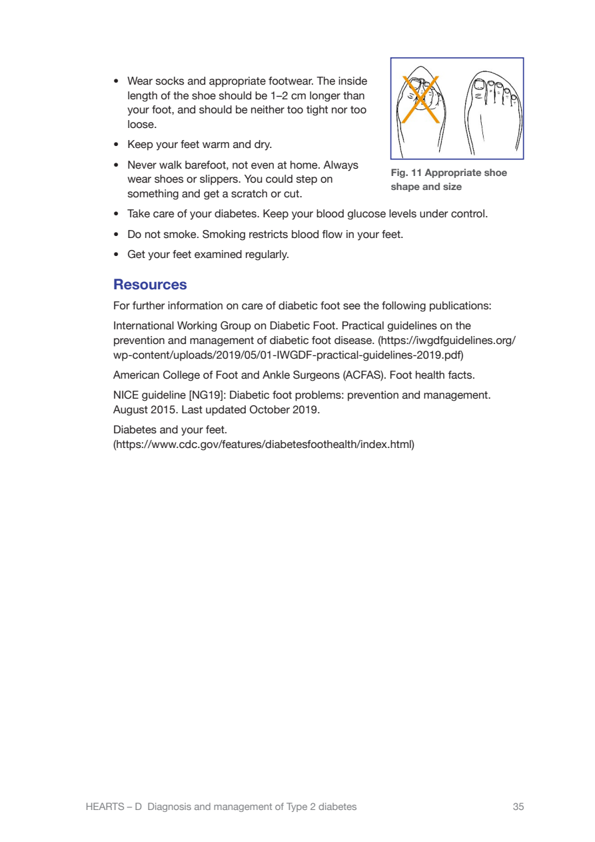 • Wear socks and appropriate footwear. The inside
length of the shoe should be 1–2 cm longer than
your foot, and should be neither too tight nor too
loose.
• Keep your feet warm and dry.
• Never walk barefoot, not even at home. Always
wear shoes or slippers. You could step on
something and get a scratch or cut.
Fig. 11 Appropriate shoe
shape and size
• Take care of your diabetes. Keep your blood glucose levels under control.
• Do not smoke. Smoking restricts blood flow in your feet.
• Get your feet examined regularly.
Resources
For further information on care of diabetic foot see the following publications:
International Working Group on Diabetic Foot. Practical guidelines on the
prevention and management of diabetic foot disease. (https://iwgdfguidelines.org/
wp-content/uploads/2019/05/01-IWGDF-practical-guidelines-2019.pdf)
American College of Foot and Ankle Surgeons (ACFAS). Foot health facts.
NICE guideline [NG19]: Diabetic foot problems: prevention and management.
August 2015. Last updated October 2019.
Diabetes and your feet.
(https://www.cdc.gov/features/diabetesfoothealth/index.html)
HEARTS – D Diagnosis and management of Type 2 diabetes 35